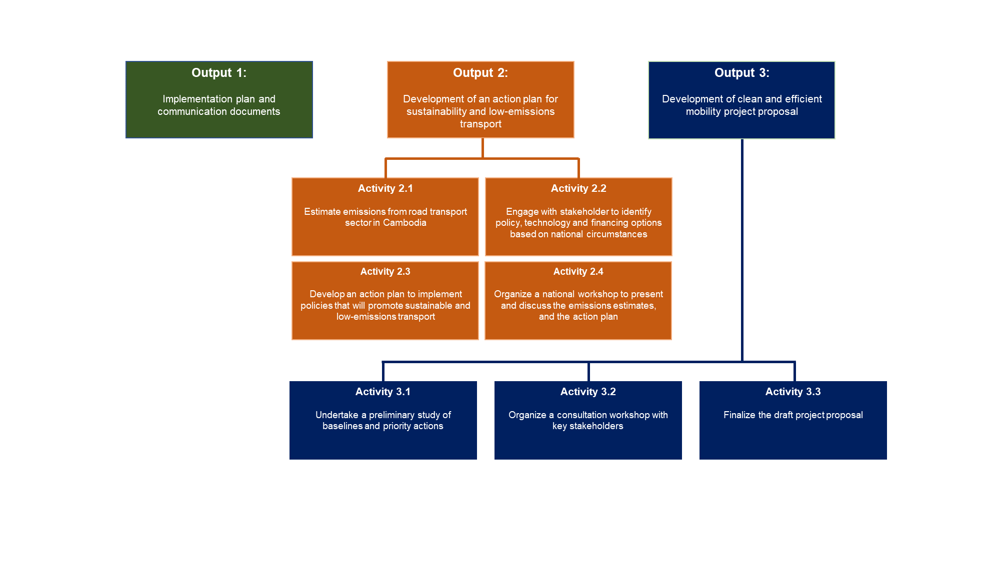 Output 1:
Implementation plan and
communication documents
Output 2:
Development of an action plan for
sustainability and low-emissions
transport
Output 3:
Development of clean and efficient
mobility project proposal
Activity 2.1
Estimate emissions from road transport
sector in Cambodia
Activity 2.2
Engage with stakeholder to identify
policy, technology and financing options
based on national circumstances
Activity 2.3
Develop an action plan to implement
policies that will promote sustainable and
low-emissions transport
Activity 2.4
Organize a national workshop to present
and discuss the emissions estimates,
and the action plan
Activity 3.1
Undertake a preliminary study of
baselines and priority actions
Activity 3.2
Organize a consultation workshop with
key stakeholders
Activity 3.3
Finalize the draft project proposal